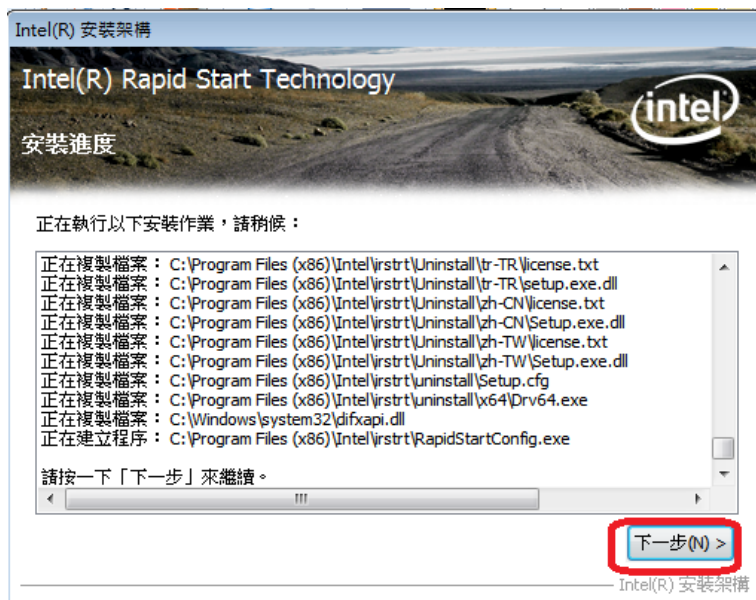 Intel(R) 安裝架構
Intel(R) Rapid Start Technology
intel
安裝進度
正在執行以下安裝作業，請稍候：
正在複製檔案： C:\Program Files (x86)\Intel\irstrt\Uninstall\tr-TR\license.txt
正在複製檔案： C:\Program Files (x86)\Intel\irstrt\Uninstall\tr-TR\setup.exe.dll
正在複製檔案： C:\Program Files (x86)\Intel\irstrt\Uninstall\zh-CN\license.txt
正在複製檔案： C:\Program Files (x86)\Intel\irstrt\Uninstall\zh-CN\Setup.exe.dll
正在複製檔案： C:\Program Files (x86)\Intel\irstrt\Uninstall\zh-TW\license.txt
正在複製檔案： C:\Program Files (x86)\Intel\irstrt\Uninstall\zh-TW\Setup.exe.dll
正在複製檔案： C:\Program Files (x86)\Intel\irstrt\uninstall\Setup.cfg
正在複製檔案： C:\Program Files (x86)\Intel\irstrt\uninstall\x64\Drv64.exe
正在複製檔案： C:\Windows\system32\difxapi.dll
正在建立程序： C:\Program Files (x86)\Intel\irstrt\RapidStartConfig.exe
請按一下「下一步」來繼續。
下一步(N) >
Intel(R) 安裝架構